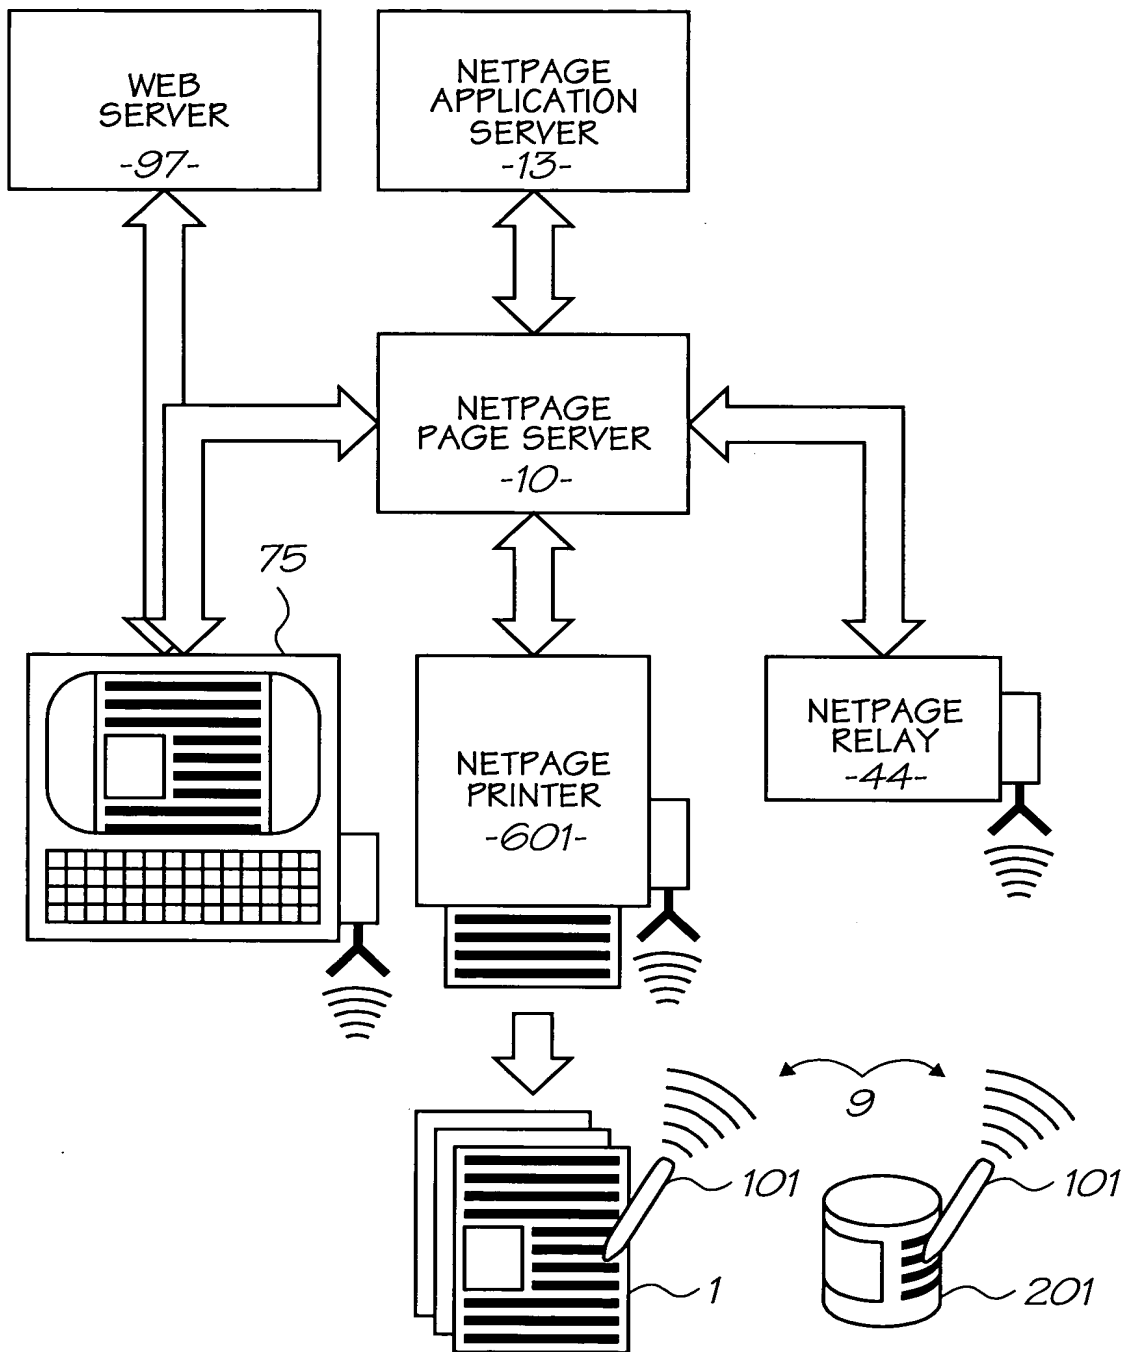 WEB
SERVER
-97-
NETPAGE
APPLICATION
SERVER
-13-
NETPAGE
PAGE SERVER
-10-
75
NETPAGE
PRINTER
-601-
NETPAGE
RELAY
-44-
9
101
101
1
201